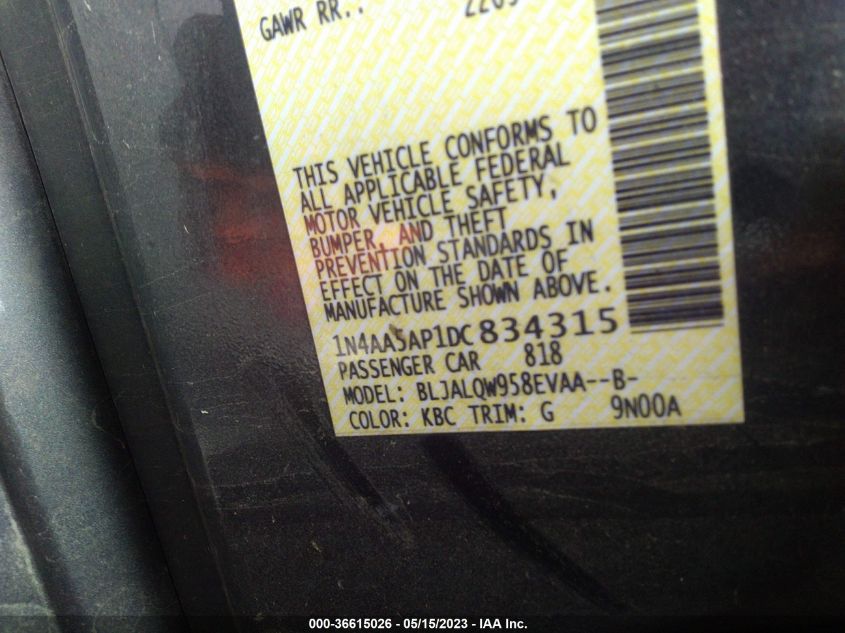 GAWR RR.:
THIS VEHICLE CONFORMS TO
ALL APPLICABLE FEDERAL
MOTOR VEHICLE SAFETY,
BUMPER, AND THEFT
PREVENTION STANDARDS IN
EFFECT ON THE DATE OF
MANUFACTURE SHOWN ABOVE.
1N4AA5AP1DC834315
PASSENGER CAR 818
MODEL: BLJALQW958EVAA--B-
COLOR: KBC TRIM: G 9N00A
000-36615026 - 05/15/2023 - IAA Inc.